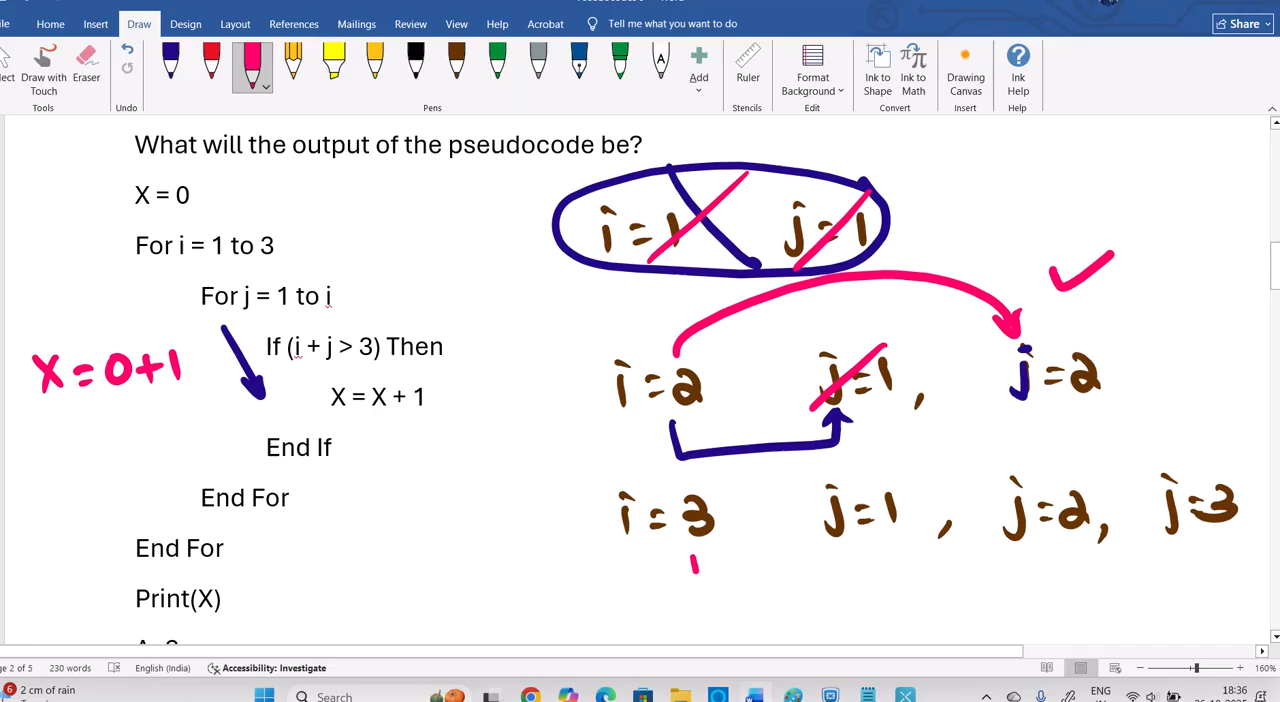 Home Insert Draw Design Layout References Mailings Review View Help Acrobat Tell me what you want to do Share
Draw with Touch Eraser Add Ruler Format Background Ink to Shape Ink to Math Drawing Canvas Ink Help
Tools Undo Pens Stencils Edit Convert Insert Help
What will the output of the pseudocode be?
X = 0
i = 1 j = 1
For i = 1 to 3
For j = 1 to i
If (i + j > 3) Then
X = 0+1
i = 2 j = 1 , j = 2
X = X + 1
End If
End For
i = 3 j = 1 , j = 2, j = 3
End For
Print(X)
ge 2 of 5 230 words English (India) Accessibility: Investigate 160%
6 2 cm of rain Search ENG 18:36